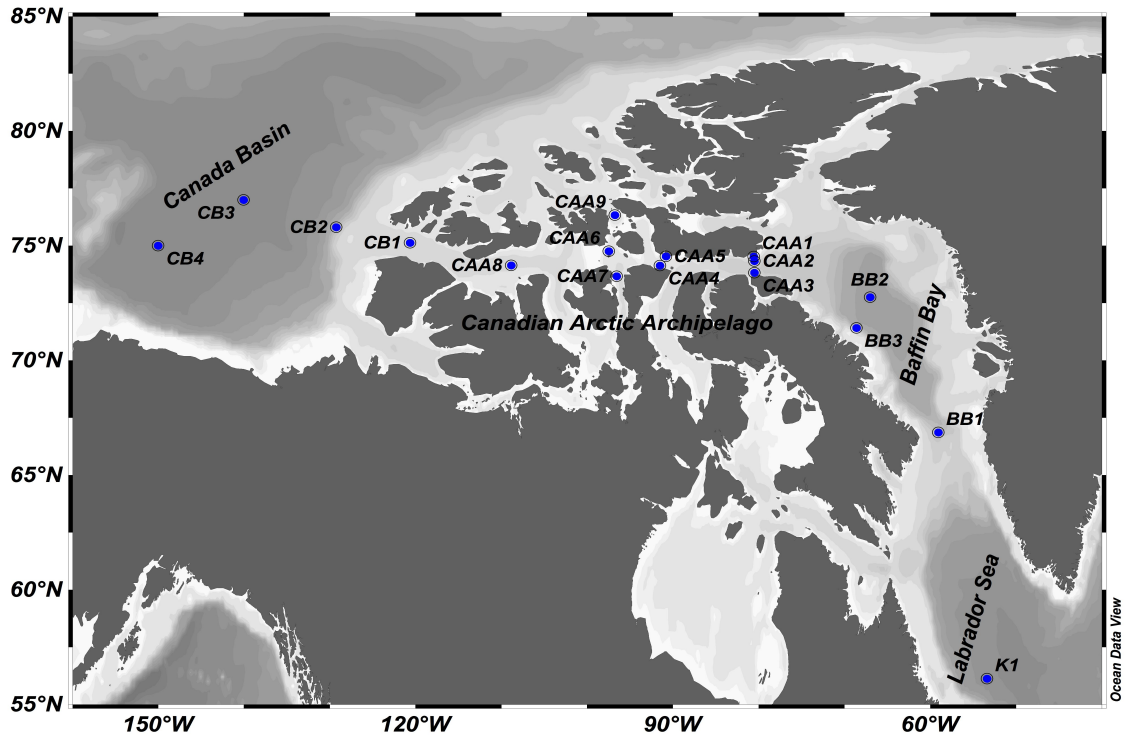 85°N
80°N
75°N
70°N
65°N
60°N
55°N
150°W
120°W
90°W
60°W
Canada Basin
CB3
CB4
CB2
CB1
CAA9
CAA6
CAA8
CAA7
CAA5
CAA4
CAA1
CAA2
CAA3
Canadian Arctic Archipelago
BB2
BB3
Baffin Bay
BB1
Labrador Sea
K1
Ocean Data View